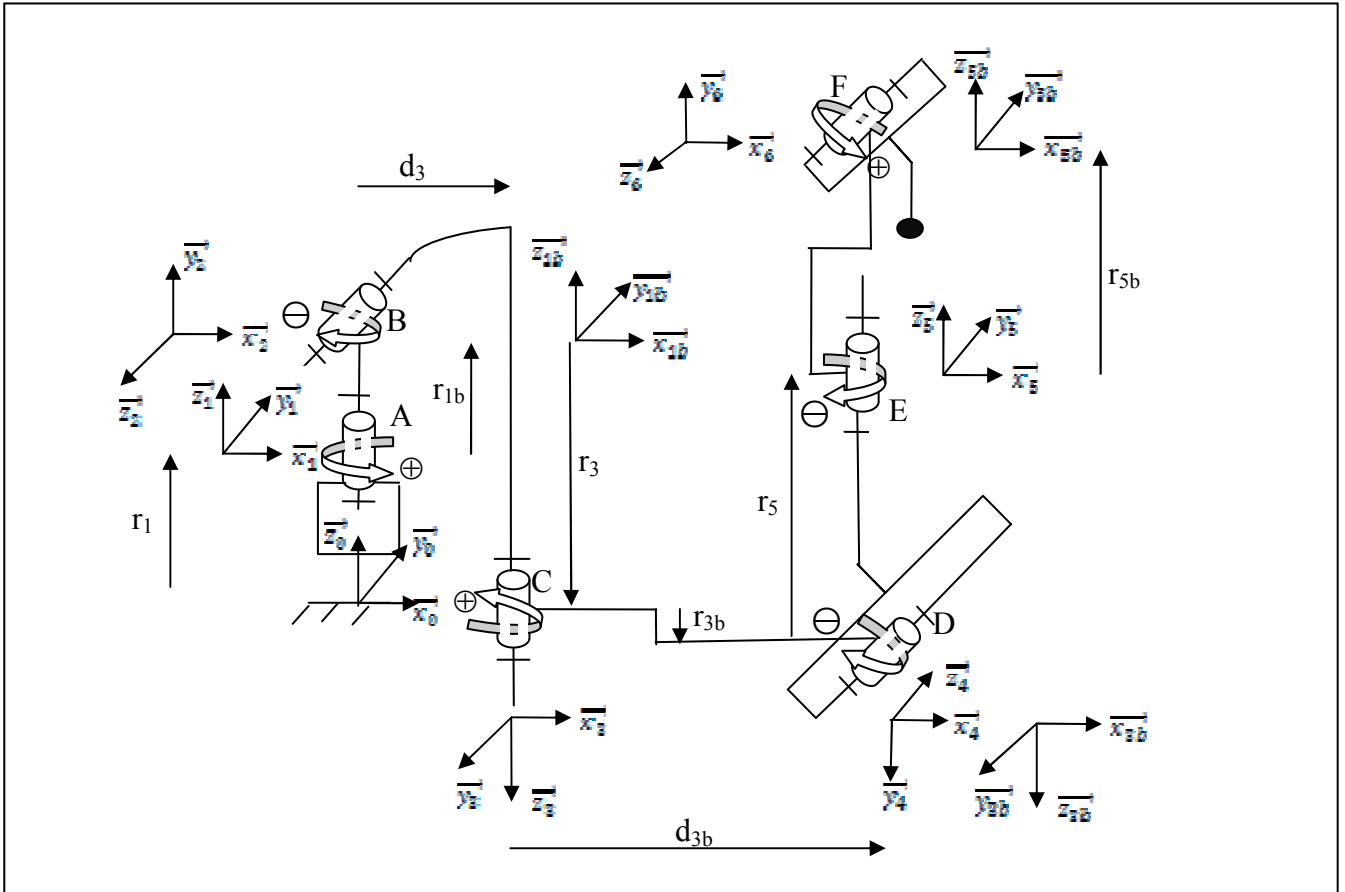 F
z5b
y5b
x5b
y6
x6
z6
d3
z1b
y1b
x1b
y2
x2
z2
⊖
B
r1b
r5b
z5
y5
x5
z1
y1
x1
A
⊕
⊕
r3
r5
E
⊖
r1
z0
y0
x0
C
⊕
r3b
⊖
D
z4
x4
y4
x3
y3
z3
x3b
y3b
z3b
d3b